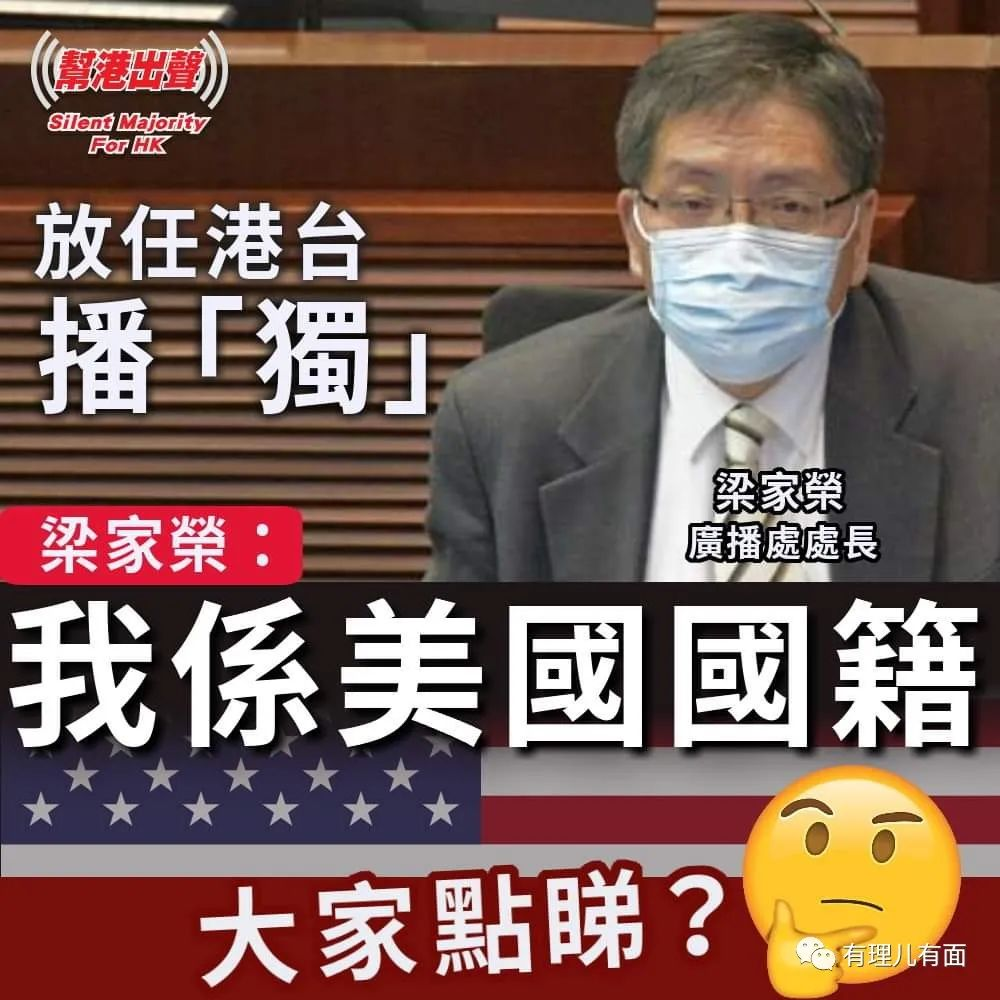 幫港出聲
Silent Majority
For HK
放任港台
播「獨」
梁家榮
廣播處處長
梁家榮：
我係美國國籍
大家點睇？
有理儿有面